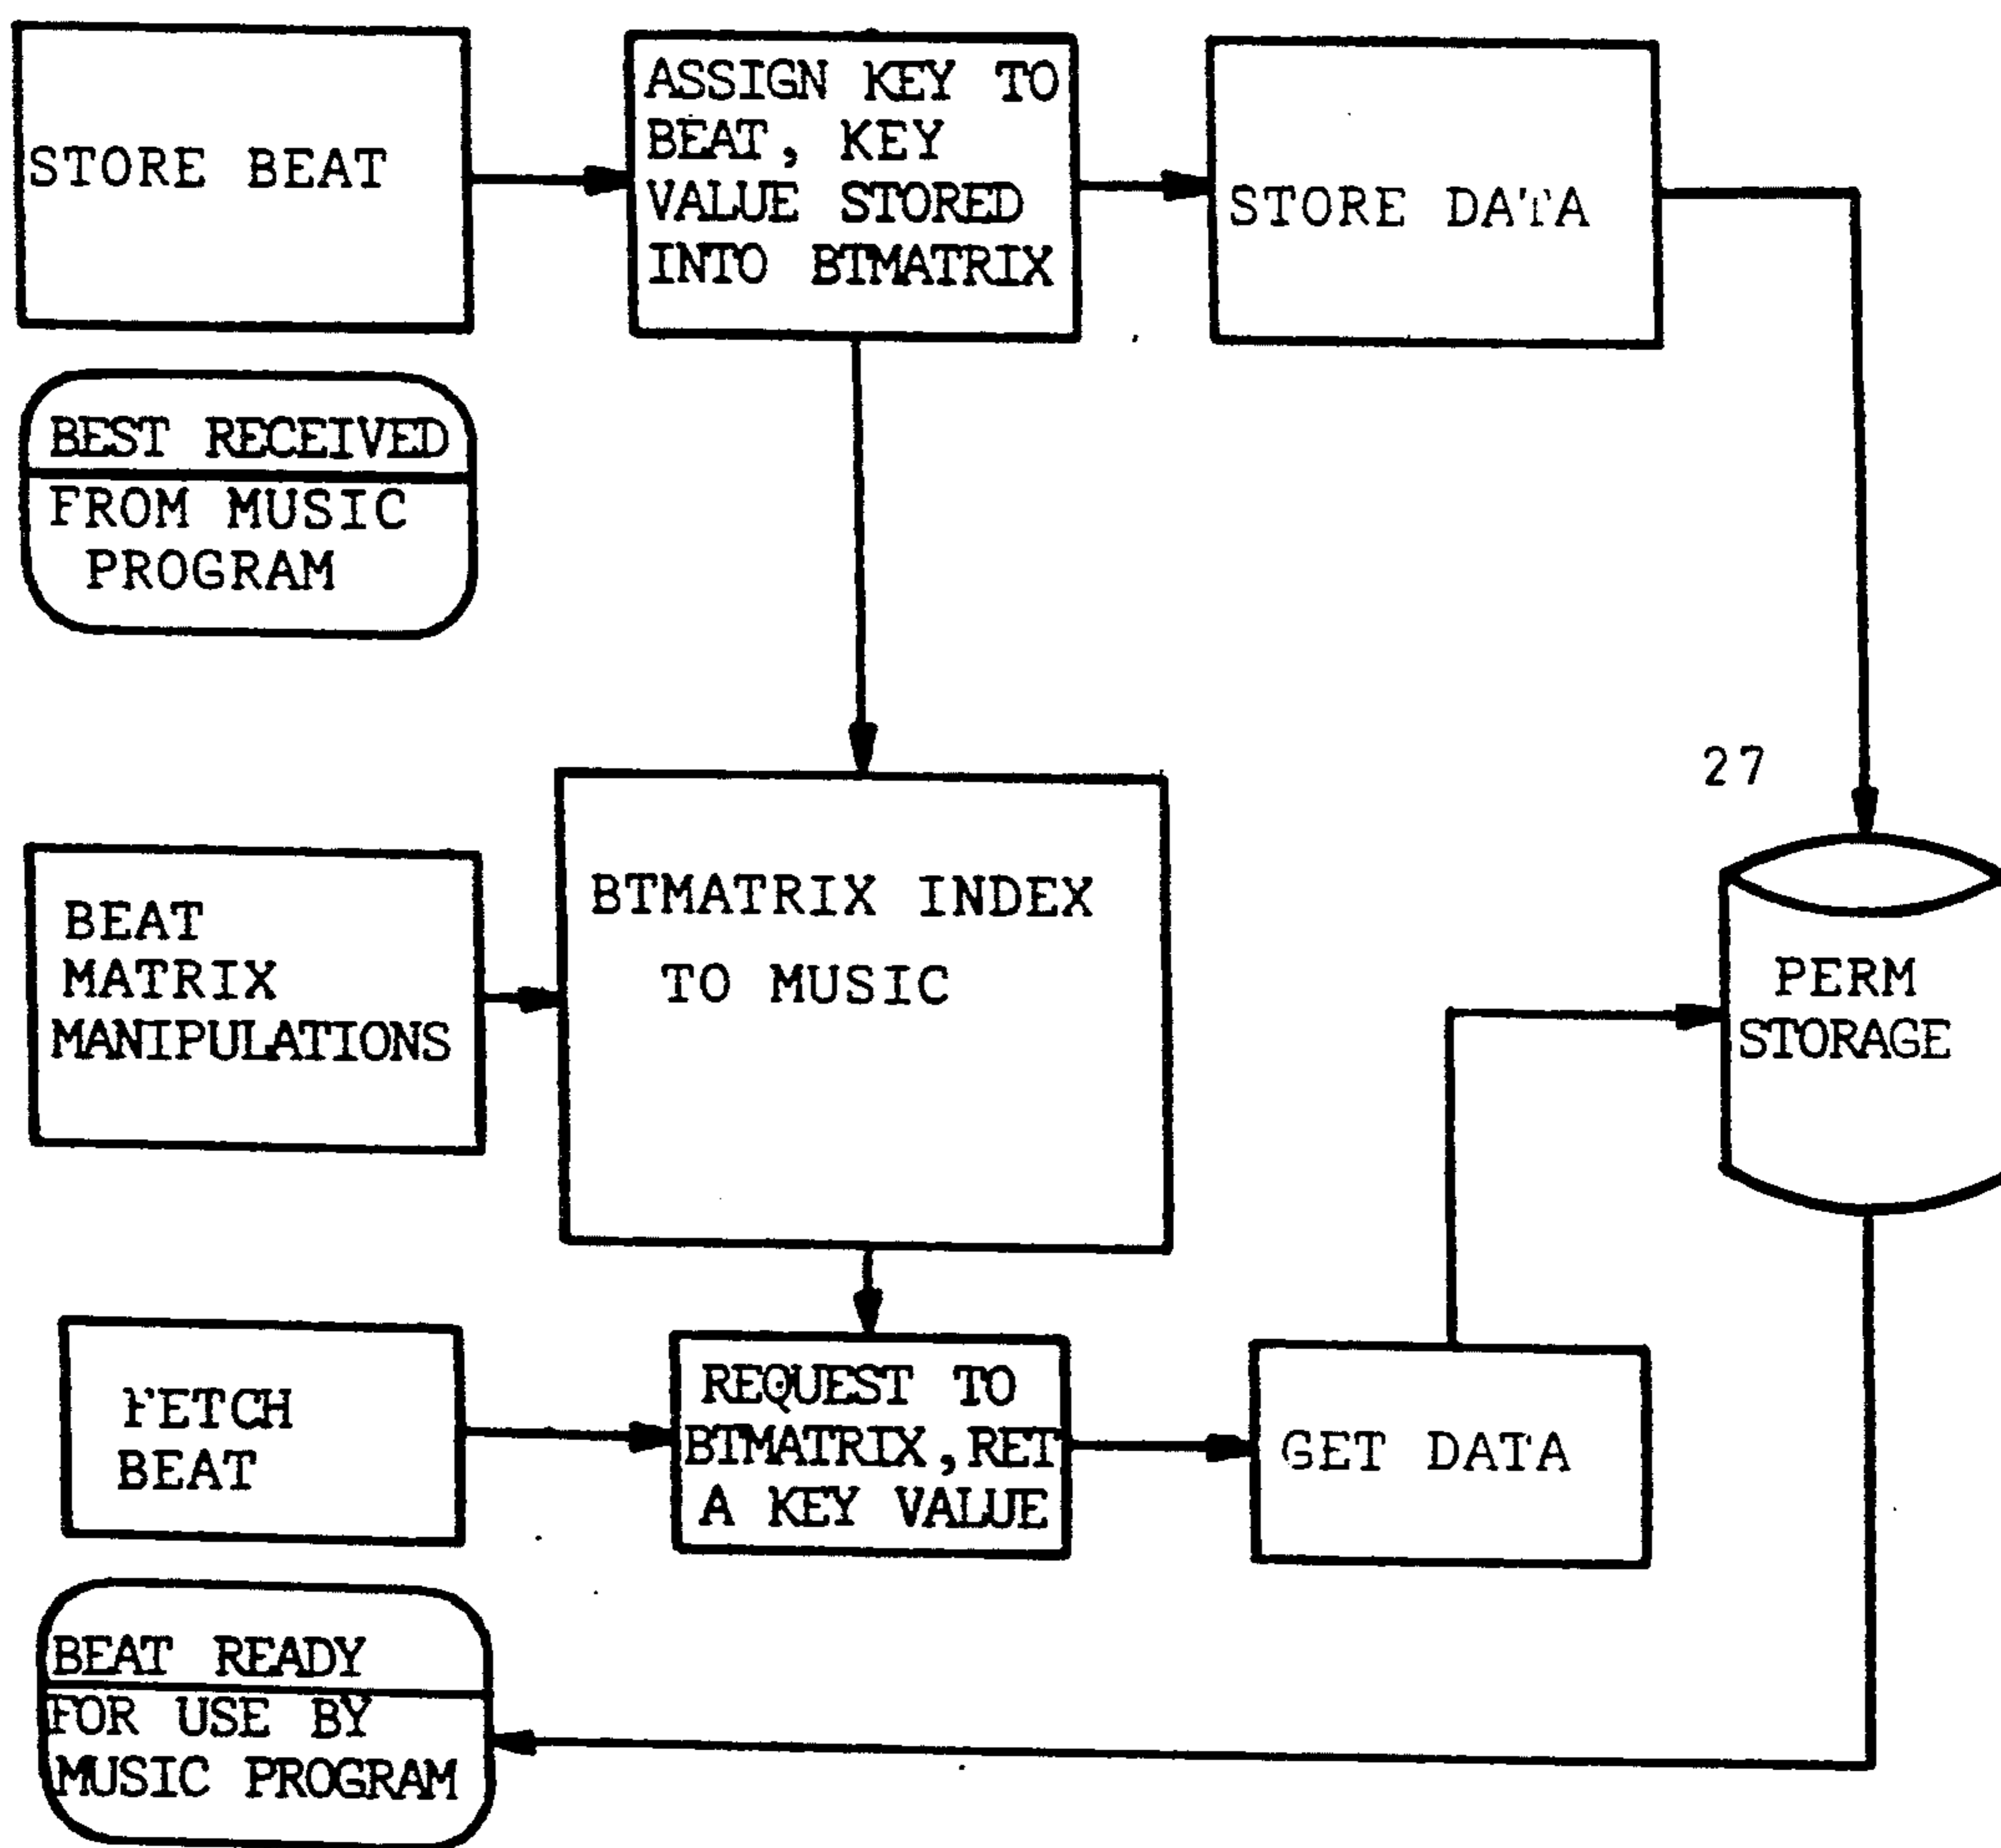 STORE BEAT
ASSIGN KEY TO
BEAT, KEY
VALUE STORED
INTO BTMATRIX
STORE DATA
BEST RECEIVED
FROM MUSIC
PROGRAM
27
BEAT
MATRIX
MANIPULATIONS
BTMATRIX INDEX
TO MUSIC
PERM
STORAGE
FETCH
BEAT
REQUEST TO
BTMATRIX, RET
A KEY VALUE
GET DATA
BEAT READY
FOR USE BY
MUSIC PROGRAM